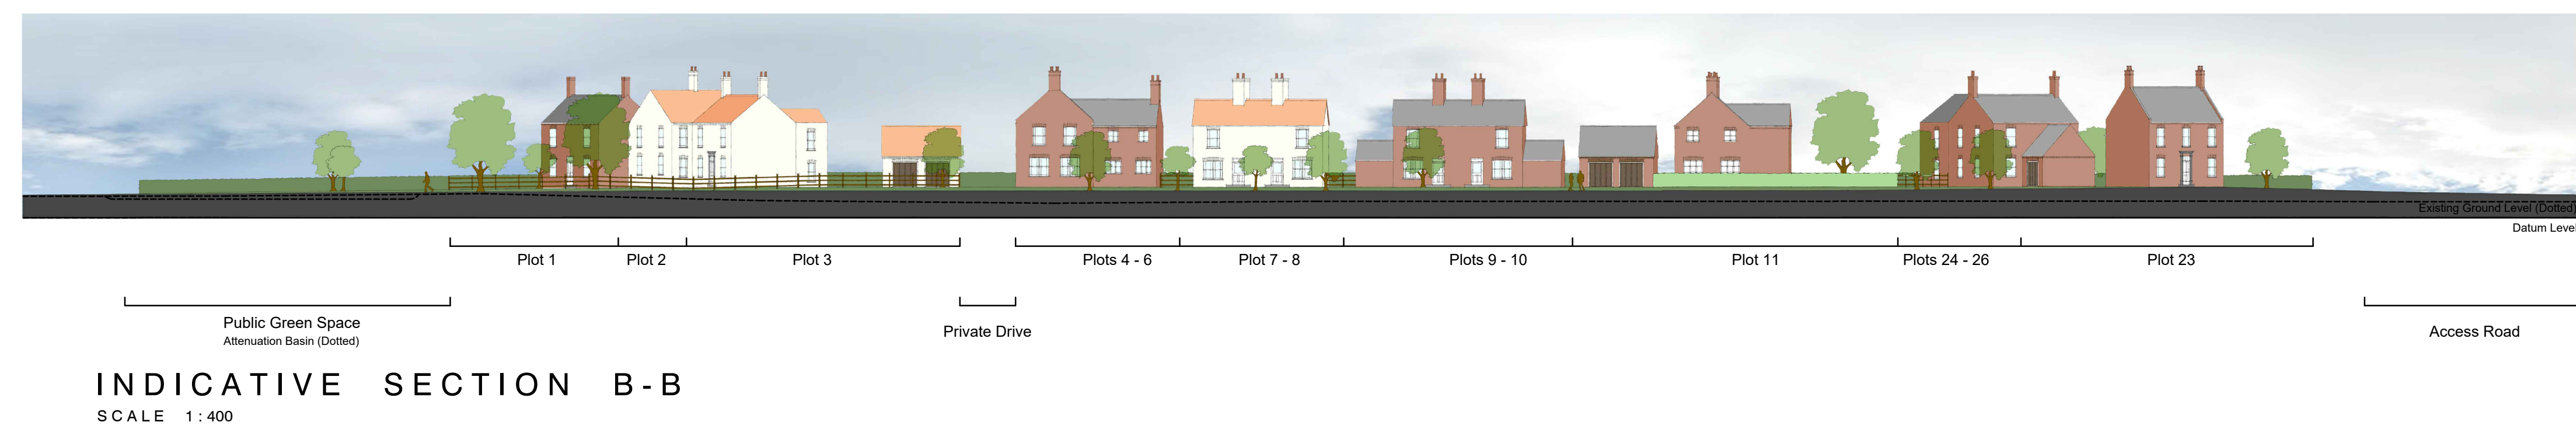 Existing Ground Level (Dotted)
Datum Level
Plot 1
Plot 2
Plot 3
Plots 4 - 6
Plot 7 - 8
Plots 9 - 10
Plot 11
Plots 24 - 26
Plot 23
Public Green Space
Attenuation Basin (Dotted)
Private Drive
Access Road
INDICATIVE SECTION B-B
SCALE 1 : 400